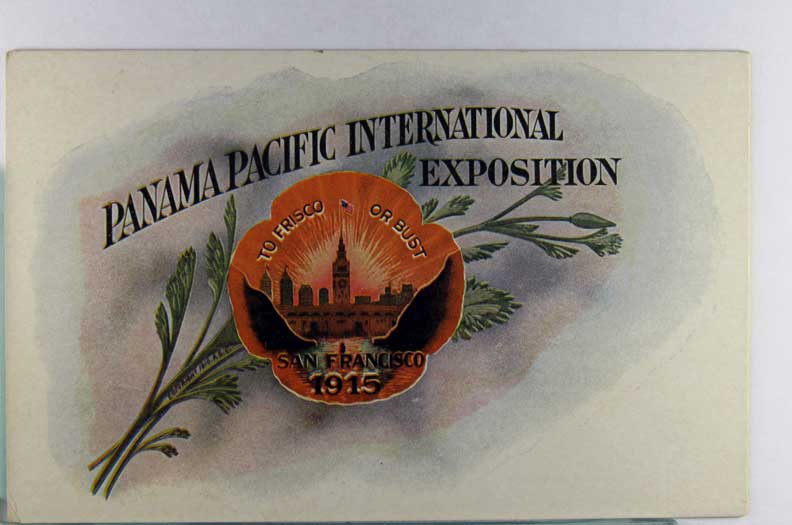 PANAMA PACIFIC INTERNATIONAL
EXPOSITION
TO FRISCO OR BUST
SAN FRANCISCO
1915